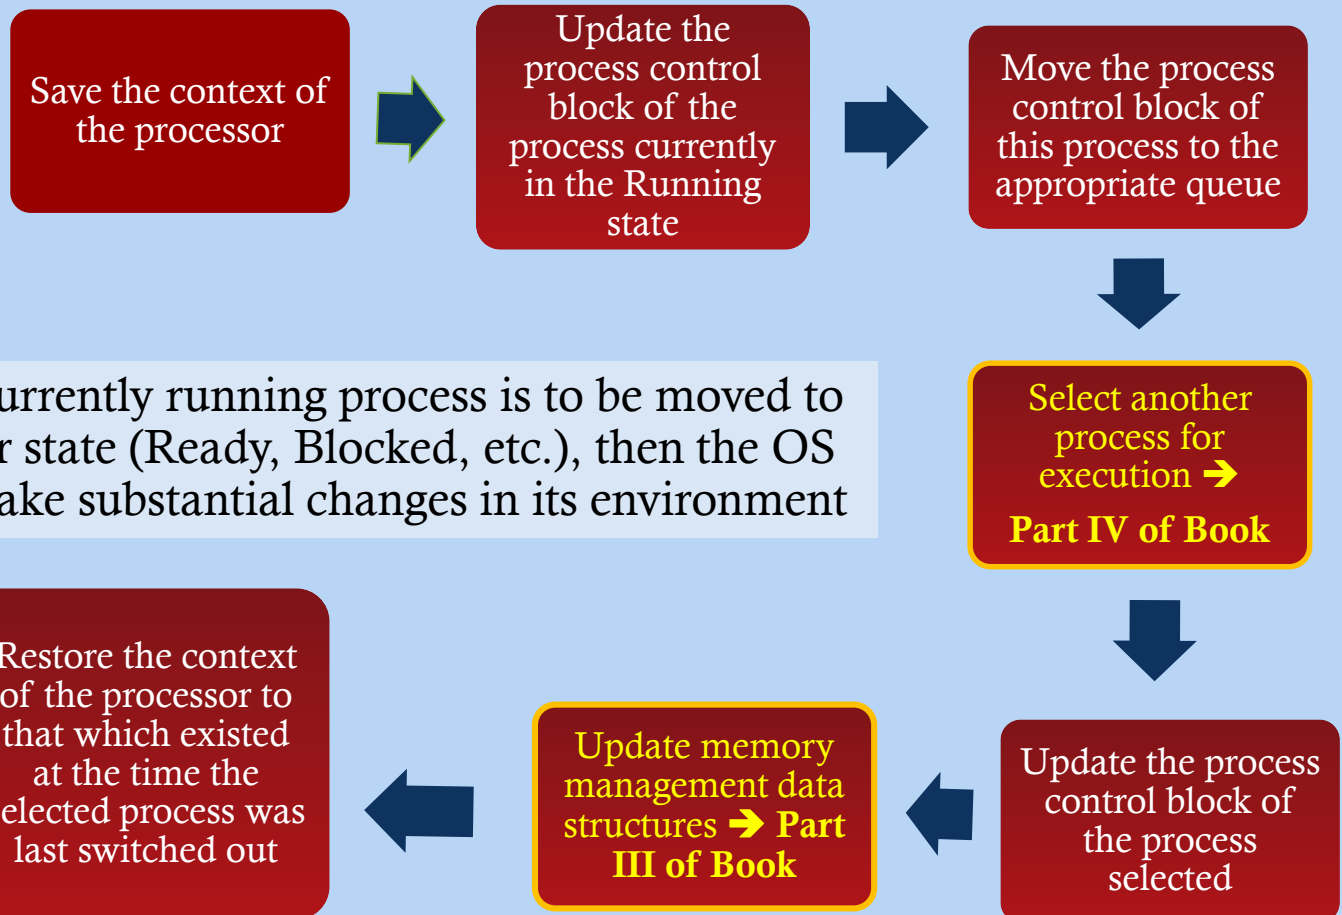 Save the context of
the processor
Update the
process control
block of the
process currently
in the Running
state
Move the process
control block of
this process to the
appropriate queue
urrently running process is to be moved to
r state (Ready, Blocked, etc.), then the OS
ake substantial changes in its environment
Select another
process for
execution ➔
Part IV of Book
Update the process
control block of
the process
selected
Update memory
management data
structures ➔ Part
III of Book
Restore the context
of the processor to
that which existed
at the time the
elected process was
last switched out